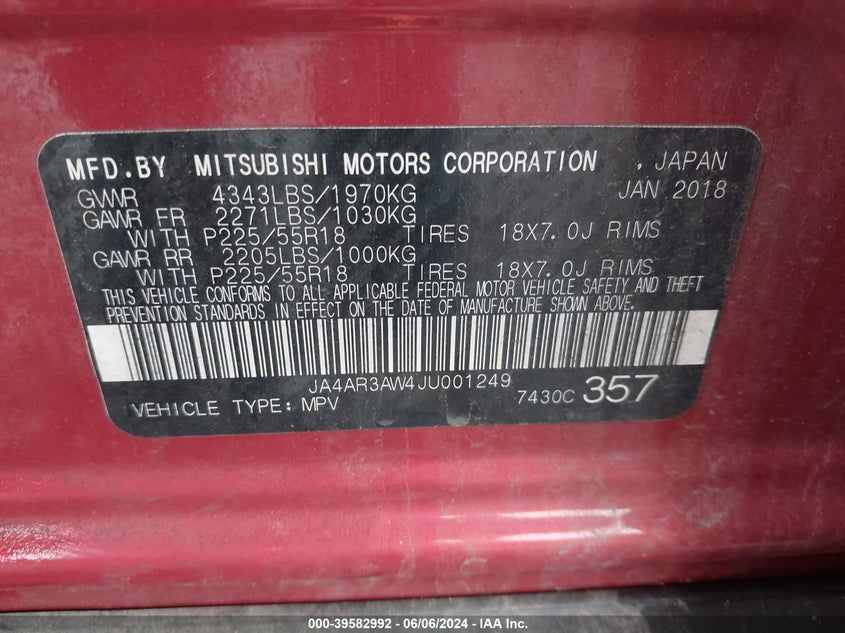 MFD.BY MITSUBISHI MOTORS CORPORATION , JAPAN
GVWR 4343LBS/1970KG JAN 2018
GAWR FR 2271LBS/1030KG
WITH P225/55R18 TIRES 18X7.0J RIMS
GAWR RR 2205LBS/1000KG
WITH P225/55R18 TIRES 18X7.0J RIMS
THIS VEHICLE CONFORMS TO ALL APPLICABLE FEDERAL MOTOR VEHICLE SAFETY AND THEFT
PREVENTION STANDARDS IN EFFECT ON THE DATE OF MANUFACTURE SHOWN ABOVE.
JA4AR3AW4JU001249
VEHICLE TYPE: MPV 7430C 357
000-39582992 - 06/06/2024 - IAA Inc.